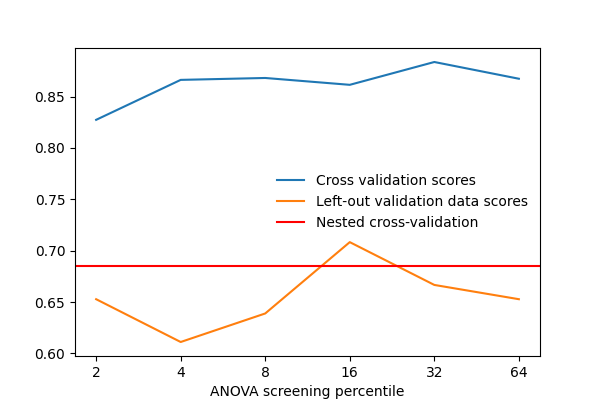 0.85
0.80
0.75
0.70
0.65
0.60
Cross validation scores
Left-out validation data scores
Nested cross-validation
2 4 8 16 32 64
ANOVA screening percentile